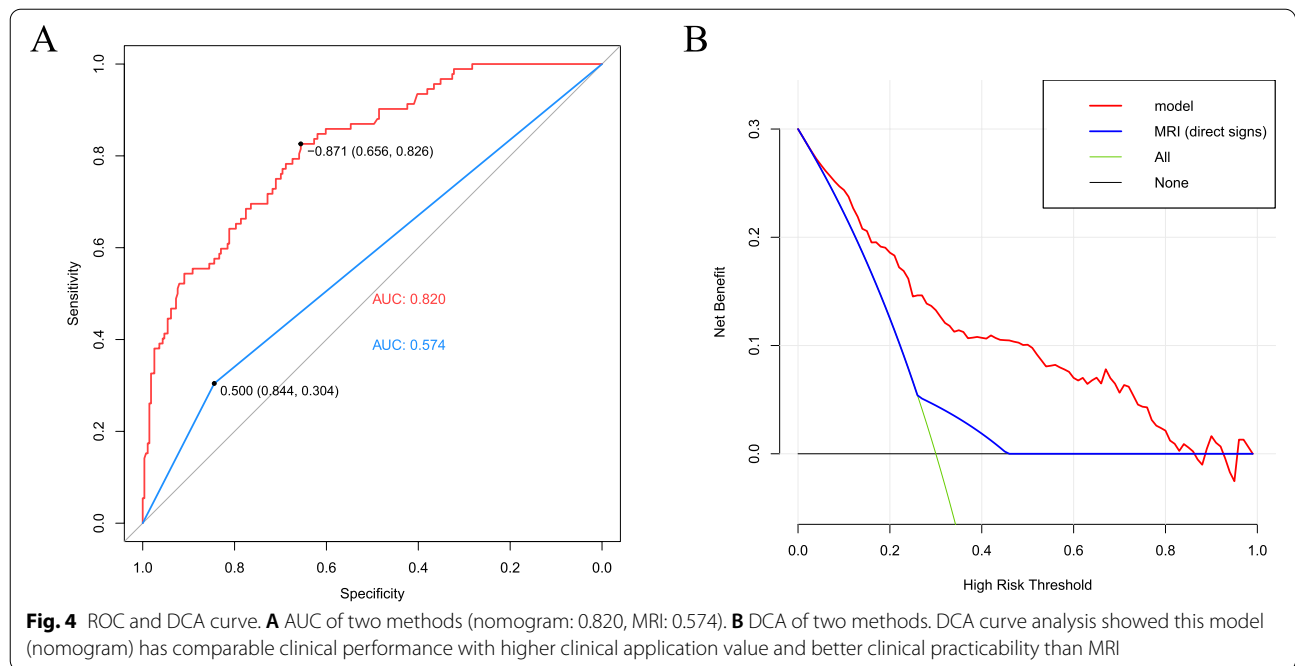 A
1.0
0.8
0.6
0.4
0.2
0.0
Sensitivity
−0.871 (0.656, 0.826)
AUC: 0.820
AUC: 0.574
0.500 (0.844, 0.304)
1.0 0.8 0.6 0.4 0.2 0.0
Specificity
B
model
MRI (direct signs)
All
None
0.3
0.2
0.1
0.0
Net Benefit
0.0 0.2 0.4 0.6 0.8 1.0
High Risk Threshold
Fig. 4 ROC and DCA curve. A AUC of two methods (nomogram: 0.820, MRI: 0.574). B DCA of two methods. DCA curve analysis showed this model
(nomogram) has comparable clinical performance with higher clinical application value and better clinical practicability than MRI